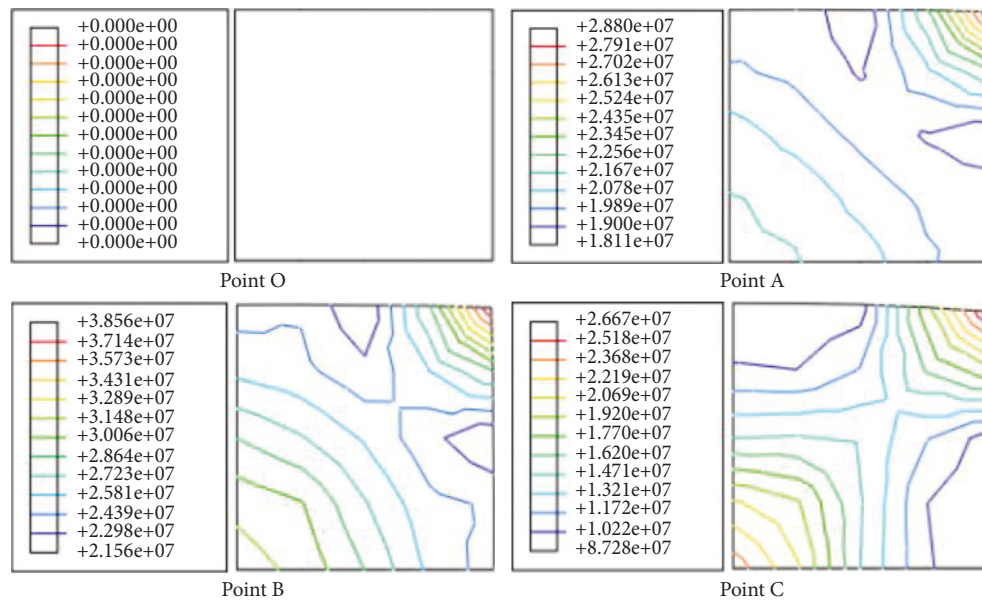 +0.000e+00
+0.000e+00
+0.000e+00
+0.000e+00
+0.000e+00
+0.000e+00
+0.000e+00
+0.000e+00
+0.000e+00
+0.000e+00
+0.000e+00
+0.000e+00
+0.000e+00
Point O
+2.880e+07
+2.791e+07
+2.702e+07
+2.613e+07
+2.524e+07
+2.435e+07
+2.345e+07
+2.256e+07
+2.167e+07
+2.078e+07
+1.989e+07
+1.900e+07
+1.811e+07
Point A
+3.856e+07
+3.714e+07
+3.573e+07
+3.431e+07
+3.289e+07
+3.148e+07
+3.006e+07
+2.864e+07
+2.723e+07
+2.581e+07
+2.439e+07
+2.298e+07
+2.156e+07
Point B
+2.667e+07
+2.518e+07
+2.368e+07
+2.219e+07
+2.069e+07
+1.920e+07
+1.770e+07
+1.620e+07
+1.471e+07
+1.321e+07
+1.172e+07
+1.022e+07
+8.728e+07
Point C